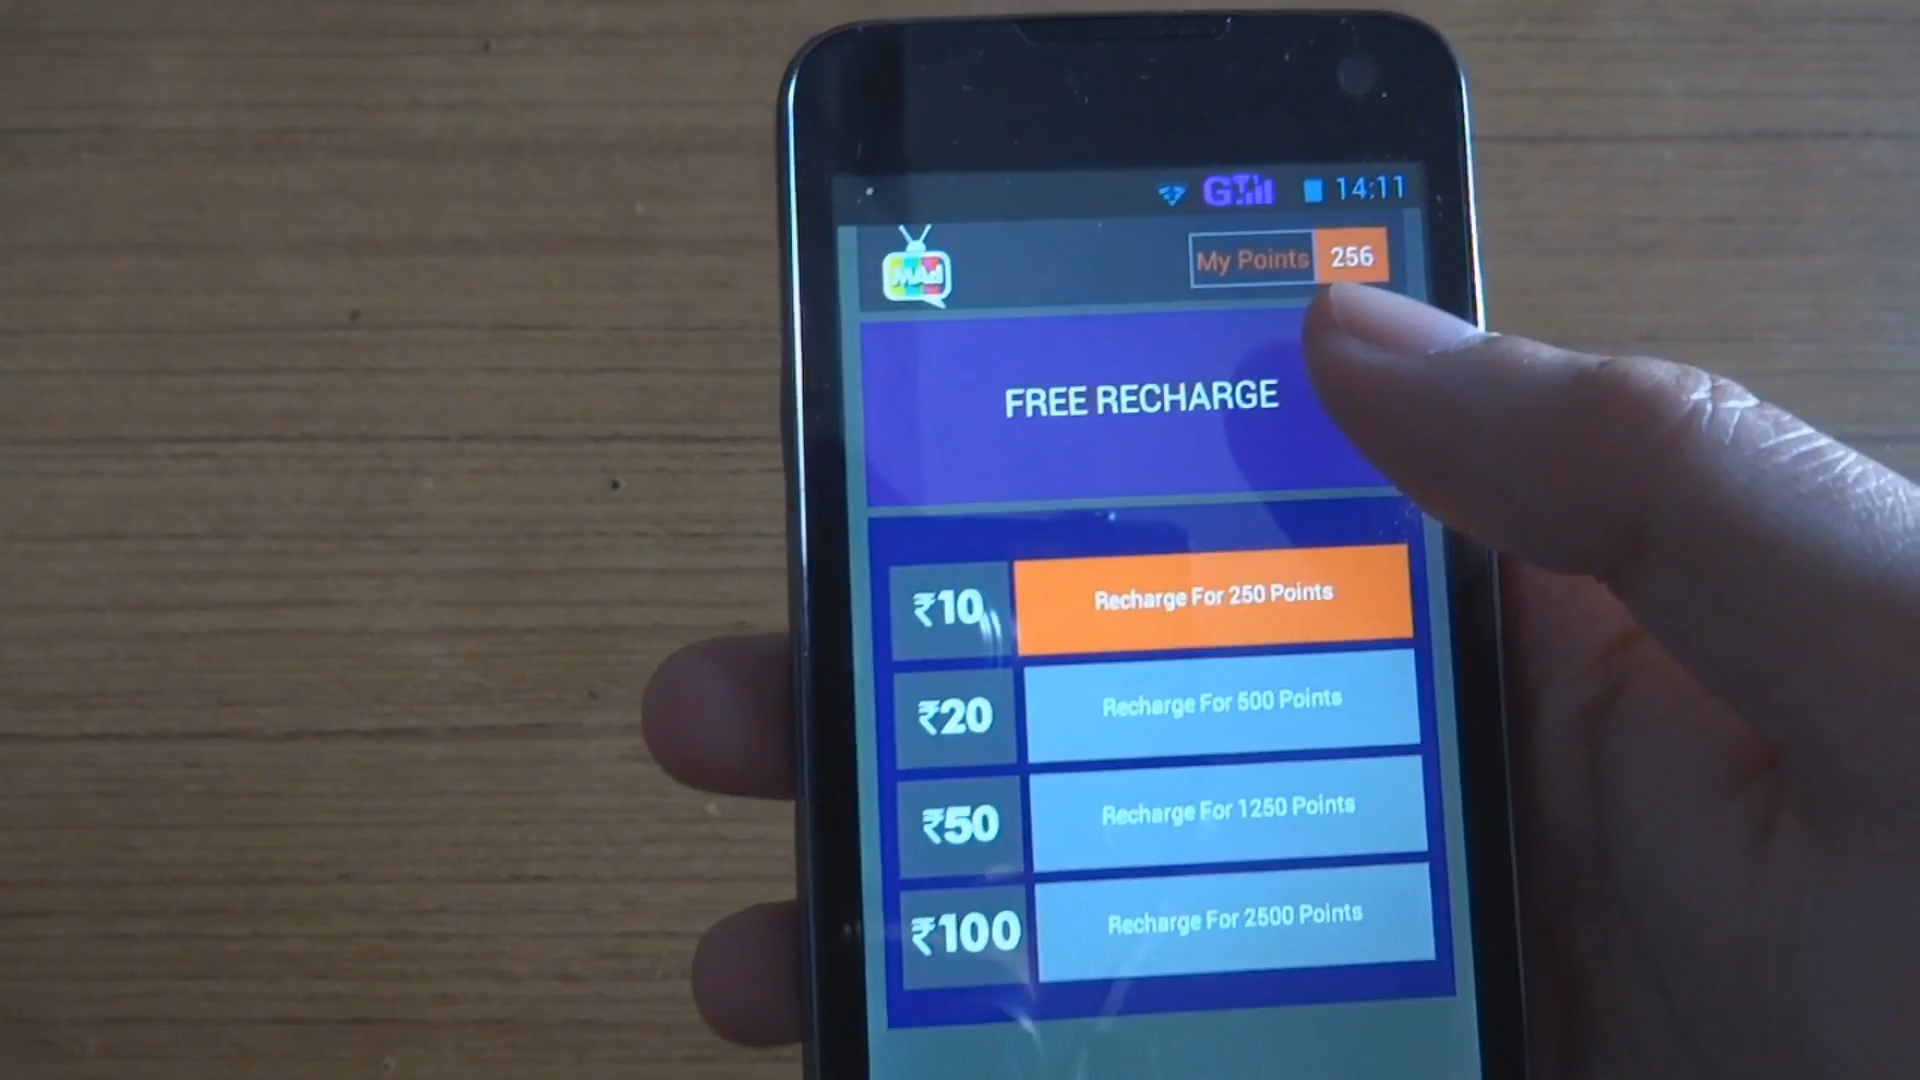 G 14:11
mAd
My Points 256
FREE RECHARGE
₹10 Recharge For 250 Points
₹20 Recharge For 500 Points
₹50 Recharge For 1250 Points
₹100 Recharge For 2500 Points